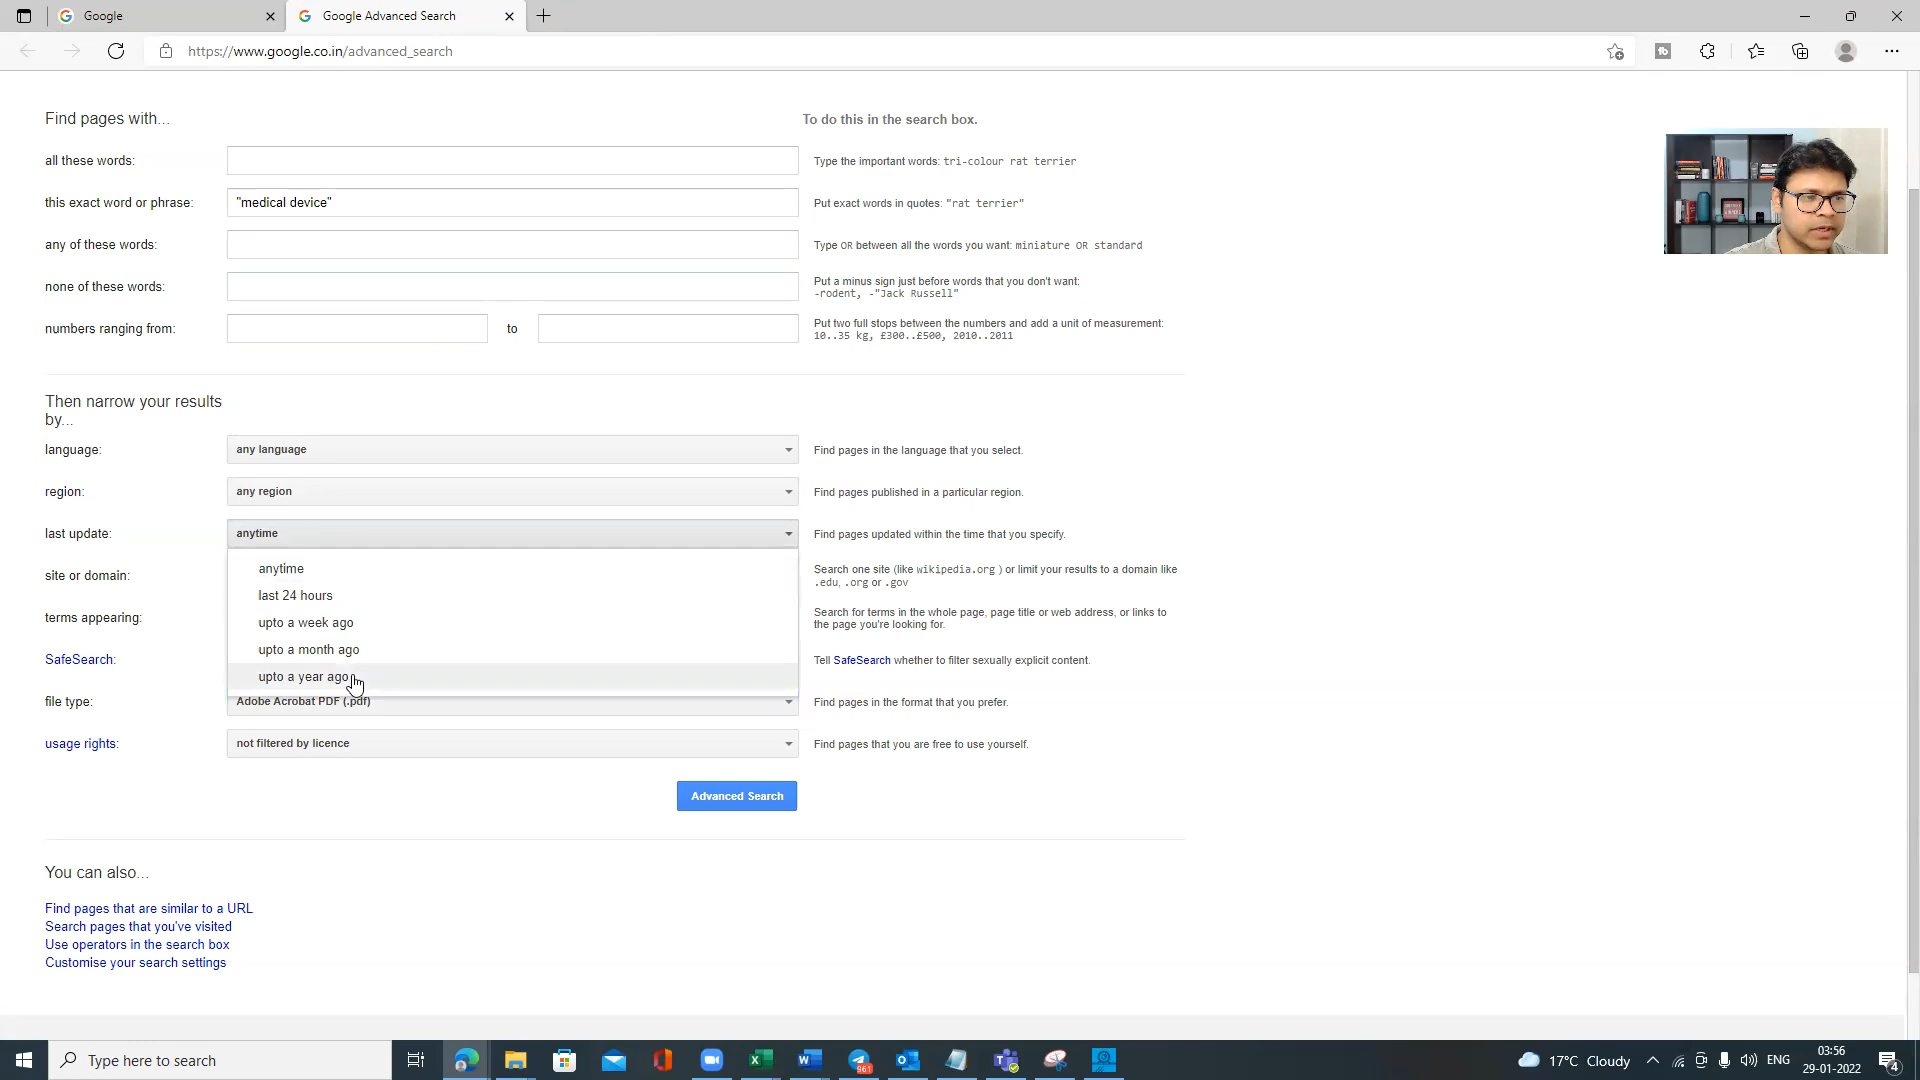 Google
Google Advanced Search
https://www.google.co.in/advanced_search
Find pages with...
To do this in the search box.
all these words:
Type the important words: tri-colour rat terrier
this exact word or phrase:
"medical device"
Put exact words in quotes: "rat terrier"
any of these words:
Type OR between all the words you want: miniature OR standard
none of these words:
Put a minus sign just before words that you don't want:
-rodent, -"Jack Russell"
numbers ranging from:
to
Put two full stops between the numbers and add a unit of measurement:
10..35 kg, £300..£500, 2010..2011
Then narrow your results
by...
language:
any language
Find pages in the language that you select.
region:
any region
Find pages published in a particular region.
last update:
anytime
Find pages updated within the time that you specify.
anytime
last 24 hours
upto a week ago
upto a month ago
upto a year ago
site or domain:
Search one site (like wikipedia.org ) or limit your results to a domain like
.edu, .org or .gov
terms appearing:
Search for terms in the whole page, page title or web address, or links to
the page you're looking for.
SafeSearch:
Tell SafeSearch whether to filter sexually explicit content.
file type:
Adobe Acrobat PDF (.pdf)
Find pages in the format that you prefer.
usage rights:
not filtered by licence
Find pages that you are free to use yourself.
Advanced Search
You can also...
Find pages that are similar to a URL
Search pages that you've visited
Use operators in the search box
Customise your search settings
Type here to search
961
17°C Cloudy
ENG
03:56
29-01-2022
4